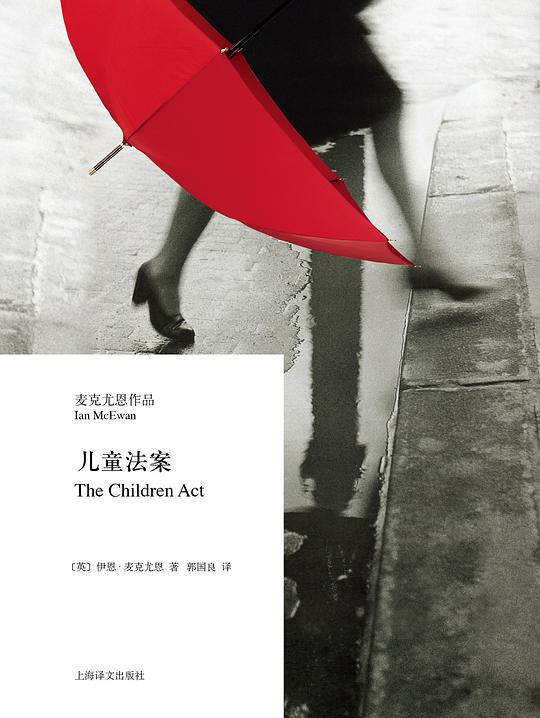 麦克尤恩作品
Ian McEwan
儿童法案
The Children Act
〔英〕伊恩·麦克尤恩 著 郭国良 译
上海译文出版社